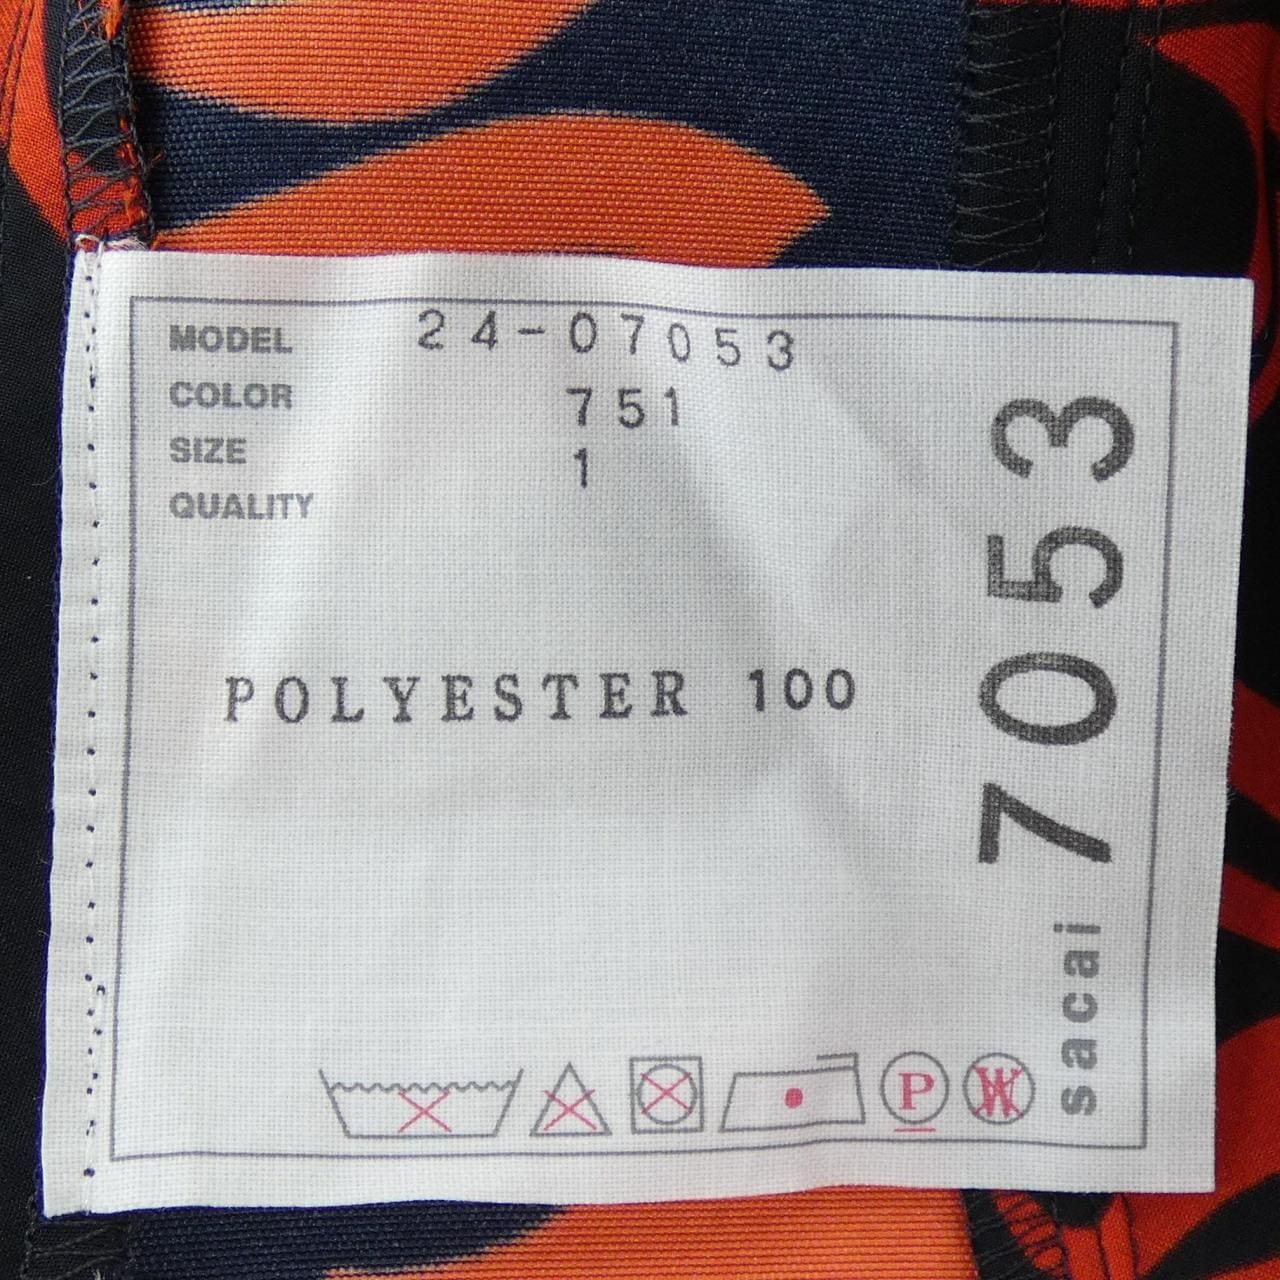 MODEL 24-07053
COLOR 751
SIZE 1
QUALITY
POLYESTER 100
sacai 7053
P
W